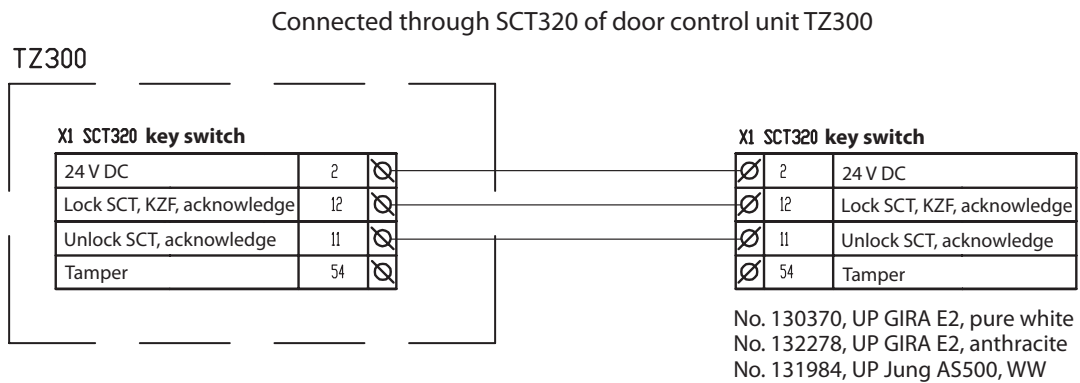 Connected through SCT320 of door control unit TZ300
TZ300
X1 SCT320 key switch
24 V DC 2
Lock SCT, KZF, acknowledge 12
Unlock SCT, acknowledge 11
Tamper 54
X1 SCT320 key switch
2 24 V DC
12 Lock SCT, KZF, acknowledge
11 Unlock SCT, acknowledge
54 Tamper
No. 130370, UP GIRA E2, pure white
No. 132278, UP GIRA E2, anthracite
No. 131984, UP Jung AS500, WW